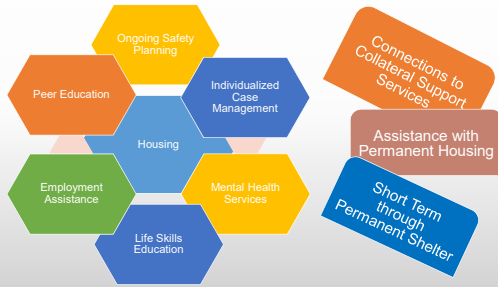 Ongoing Safety
Planning
Peer Education
Individualized
Case
Management
Housing
Employment
Assistance
Mental Health
Services
Life Skills
Education
Connections to
Collateral Support
Services
Assistance with
Permanent Housing
Short Term
through
Permanent Shelter